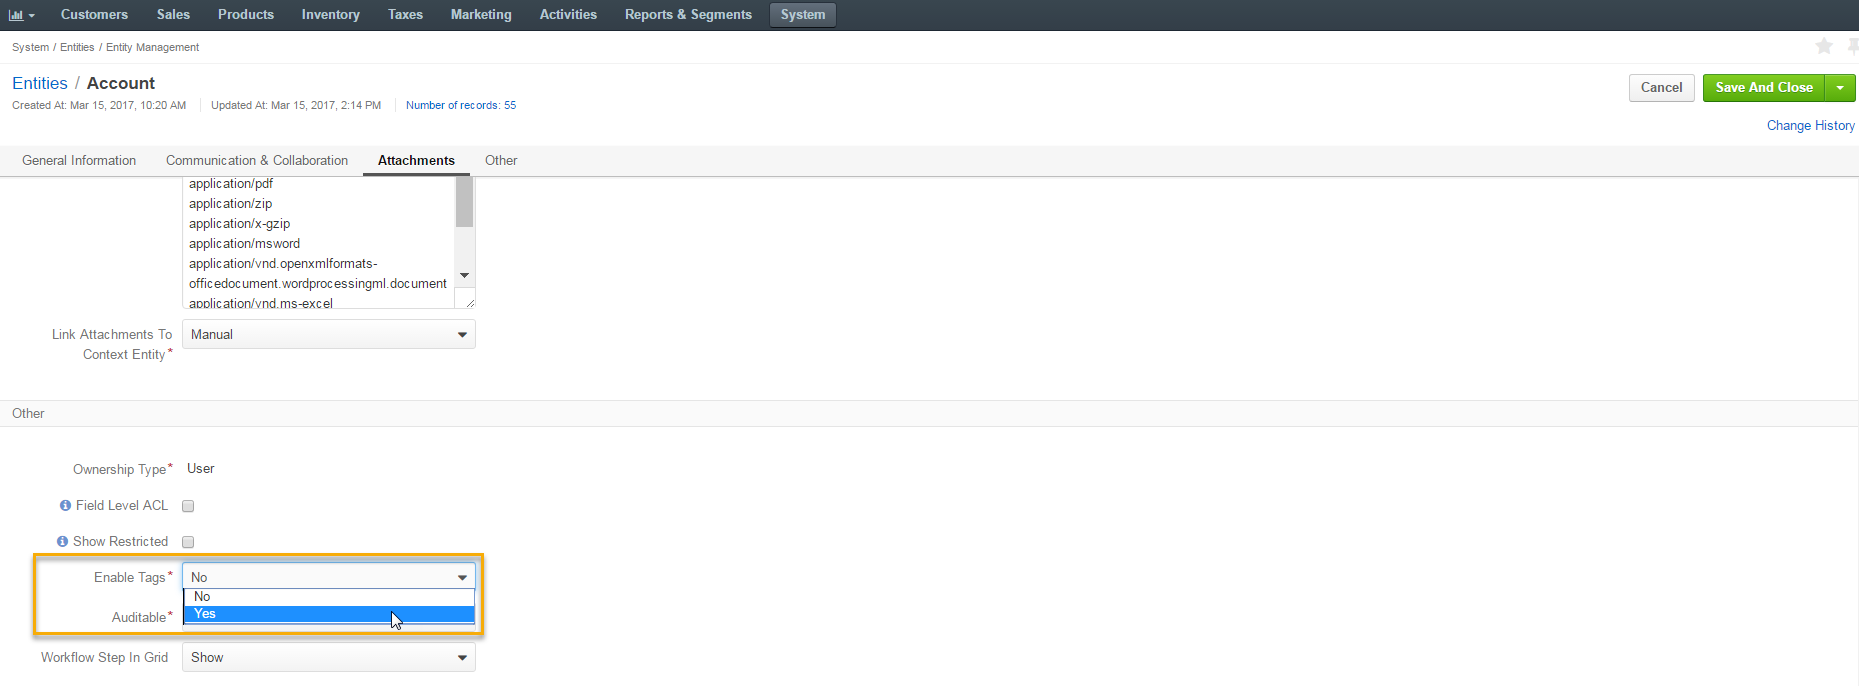 Customers Sales Products Inventory Taxes Marketing Activities Reports & Segments System
System / Entities / Entity Management
Entities / Account
Cancel Save And Close
Created At: Mar 15, 2017, 10:20 AM Updated At: Mar 15, 2017, 2:14 PM Number of records: 55
Change History
General Information Communication & Collaboration Attachments Other
application/pdf
application/zip
application/x-gzip
application/msword
application/vnd.openxmlformats-
officedocument.wordprocessingml.document
application/vnd.ms-excel
Link Attachments To
Context Entity* Manual
Other
Ownership Type* User
Field Level ACL
Show Restricted
Enable Tags* No
No
Yes
Auditable*
Workflow Step In Grid Show